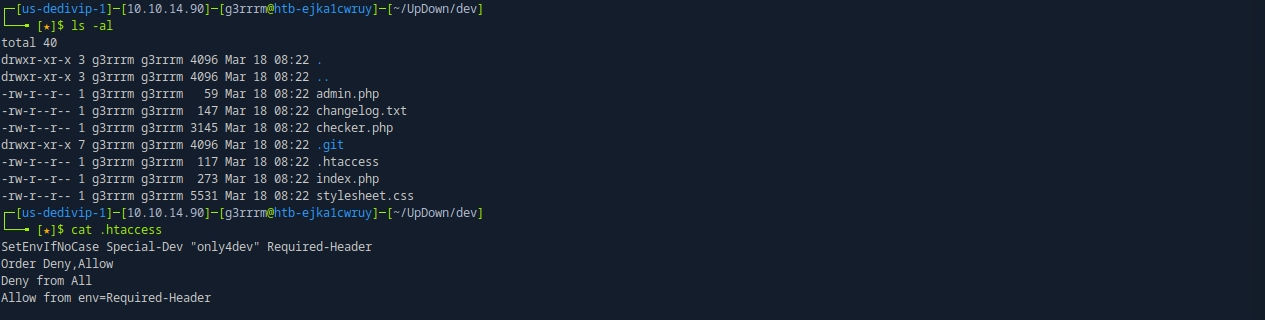 ┌─[us-dedivip-1]─[10.10.14.90]─[g3rrrm@htb-ejka1cwruy]─[~/UpDown/dev]
└──╼ [★]$ ls -al
total 40
drwxr-xr-x 3 g3rrrm g3rrrm 4096 Mar 18 08:22 .
drwxr-xr-x 3 g3rrrm g3rrrm 4096 Mar 18 08:22 ..
-rw-r--r-- 1 g3rrrm g3rrrm   59 Mar 18 08:22 admin.php
-rw-r--r-- 1 g3rrrm g3rrrm  147 Mar 18 08:22 changelog.txt
-rw-r--r-- 1 g3rrrm g3rrrm 3145 Mar 18 08:22 checker.php
drwxr-xr-x 7 g3rrrm g3rrrm 4096 Mar 18 08:22 .git
-rw-r--r-- 1 g3rrrm g3rrrm  117 Mar 18 08:22 .htaccess
-rw-r--r-- 1 g3rrrm g3rrrm  273 Mar 18 08:22 index.php
-rw-r--r-- 1 g3rrrm g3rrrm 5531 Mar 18 08:22 stylesheet.css
┌─[us-dedivip-1]─[10.10.14.90]─[g3rrrm@htb-ejka1cwruy]─[~/UpDown/dev]
└──╼ [★]$ cat .htaccess
SetEnvIfNoCase Special-Dev "only4dev" Required-Header
Order Deny,Allow
Deny from All
Allow from env=Required-Header